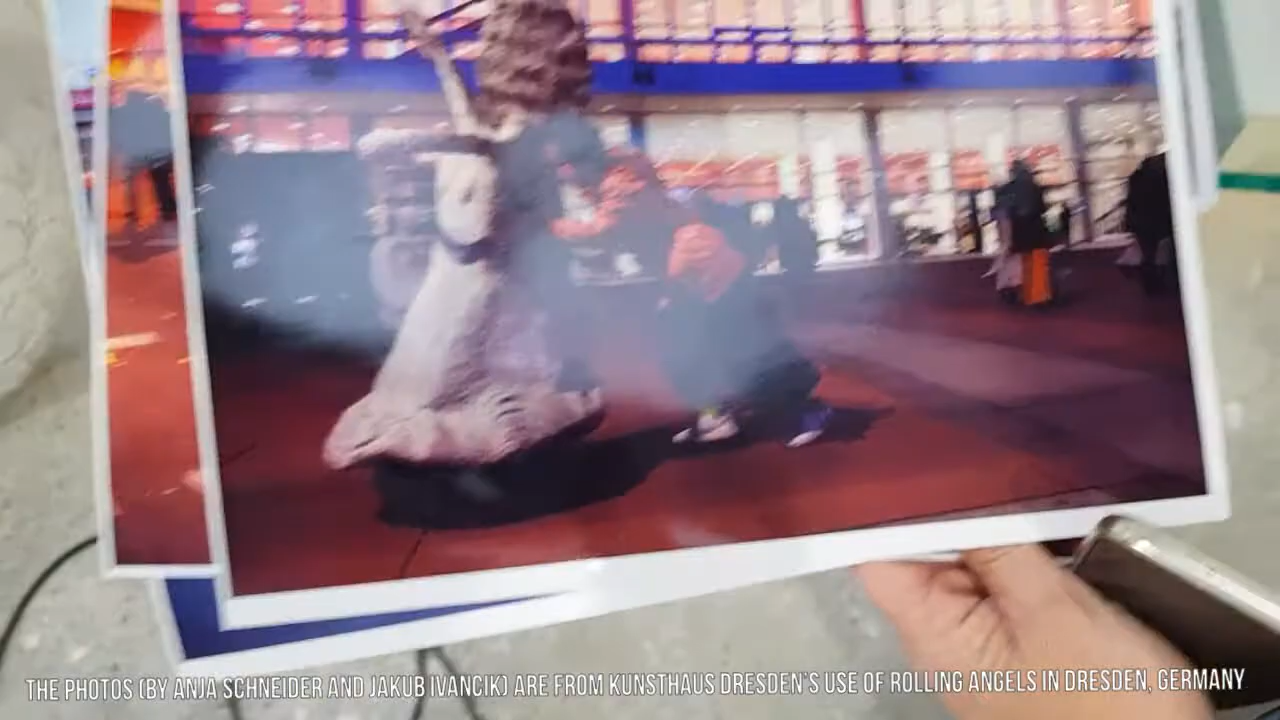 THE PHOTOS (BY ANJA SCHNEIDER AND JAKUB IVANCIK) ARE FROM KUNSTHAUS DRESDEN'S USE OF ROLLING ANGELS IN DRESDEN, GERMANY